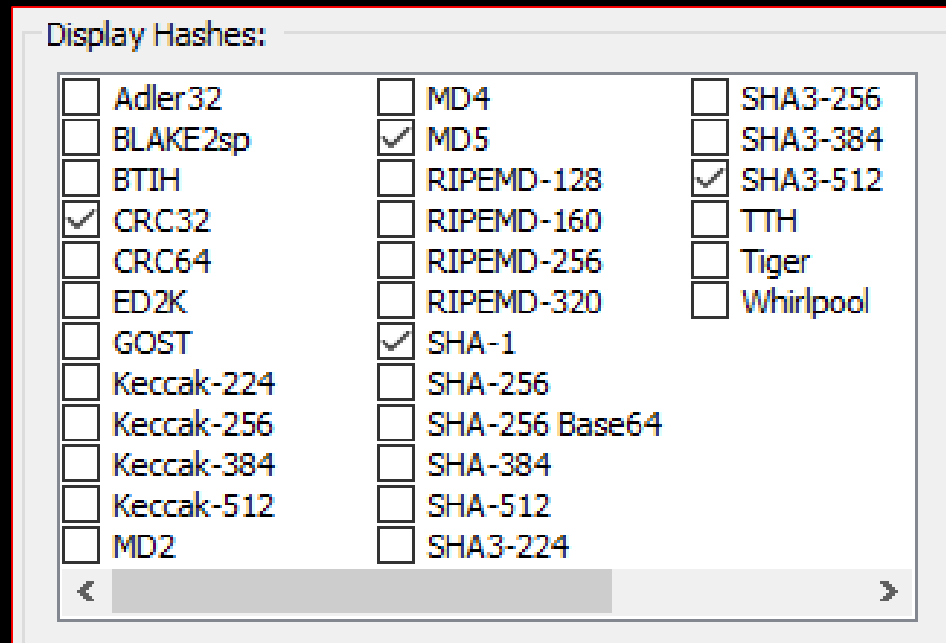 Display Hashes:
Adler32
BLAKE2sp
BTIH
CRC32
CRC64
ED2K
GOST
Keccak-224
Keccak-256
Keccak-384
Keccak-512
MD2
MD4
MD5
RIPEMD-128
RIPEMD-160
RIPEMD-256
RIPEMD-320
SHA-1
SHA-256
SHA-256 Base64
SHA-384
SHA-512
SHA3-224
SHA3-256
SHA3-384
SHA3-512
TTH
Tiger
Whirlpool